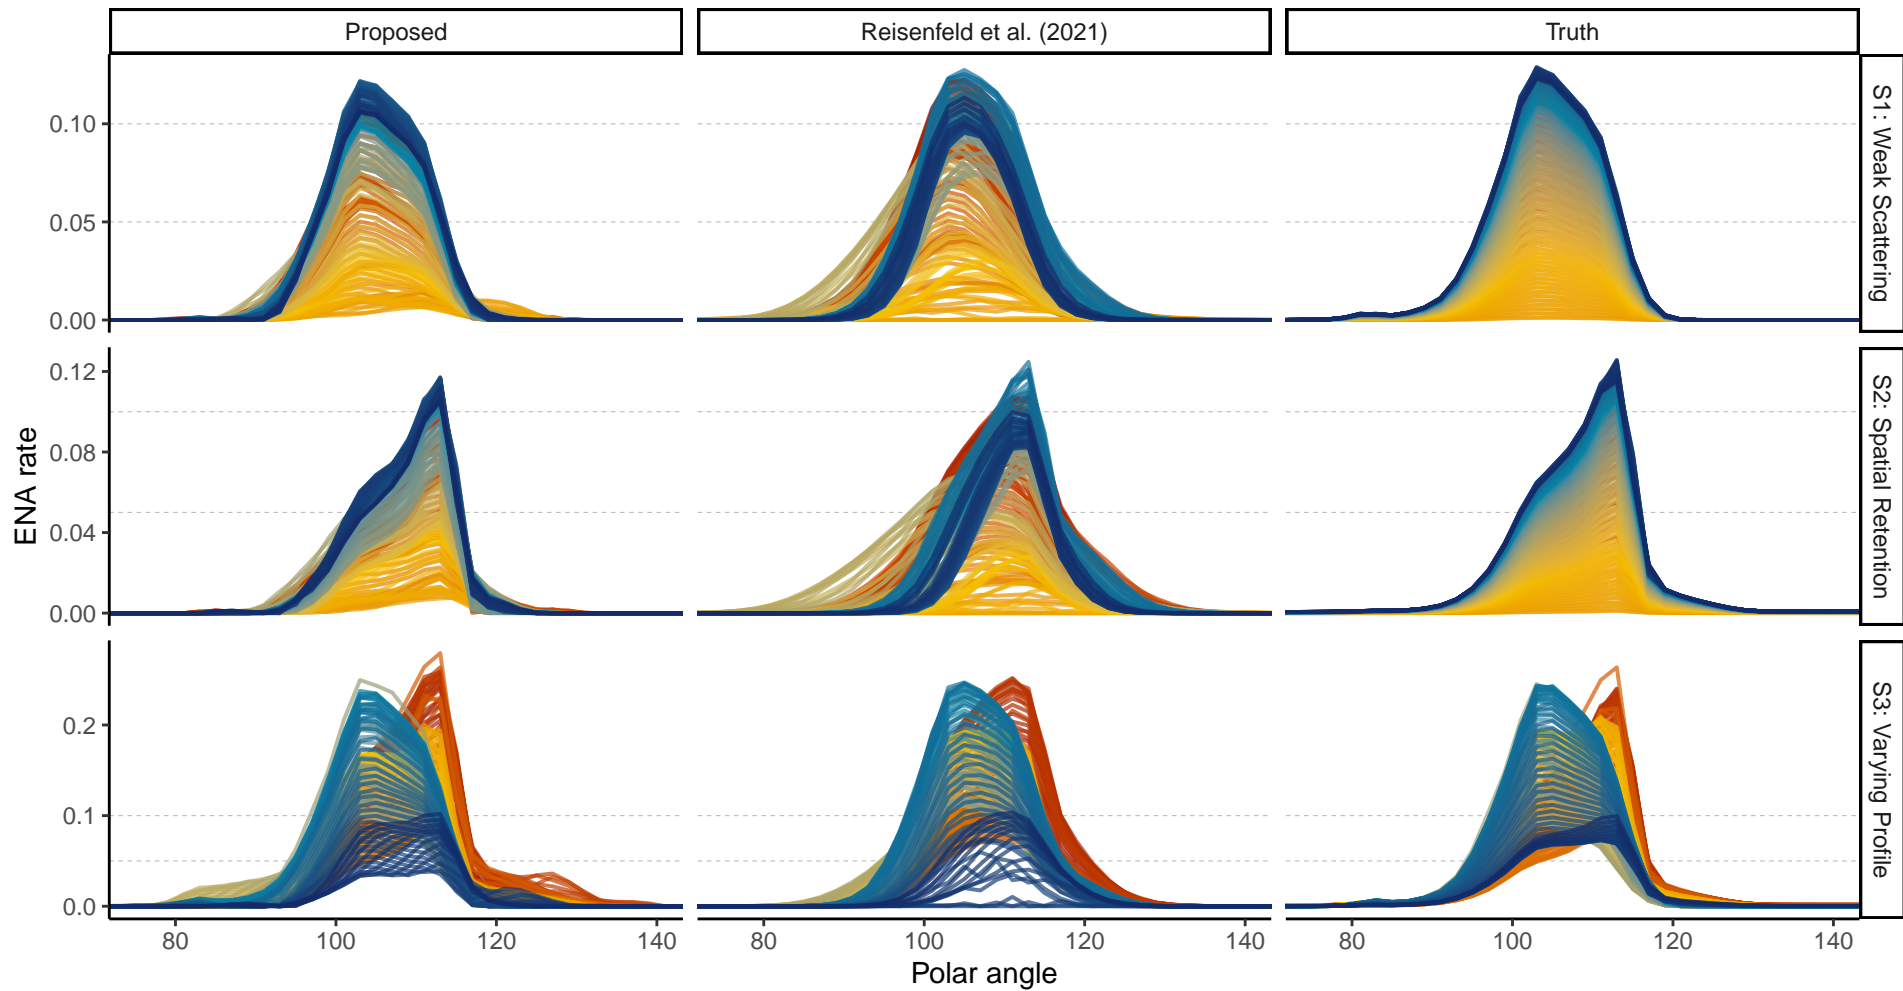 Proposed
Reisenfeld et al. (2021)
Truth
ENA rate
0.10
0.05
0.00
S1: Weak Scattering
0.12
0.08
0.04
0.00
S2: Spatial Retention
0.2
0.1
0.0
S3: Varying Profile
80 100 120 140
80 100 120 140
80 100 120 140
Polar angle